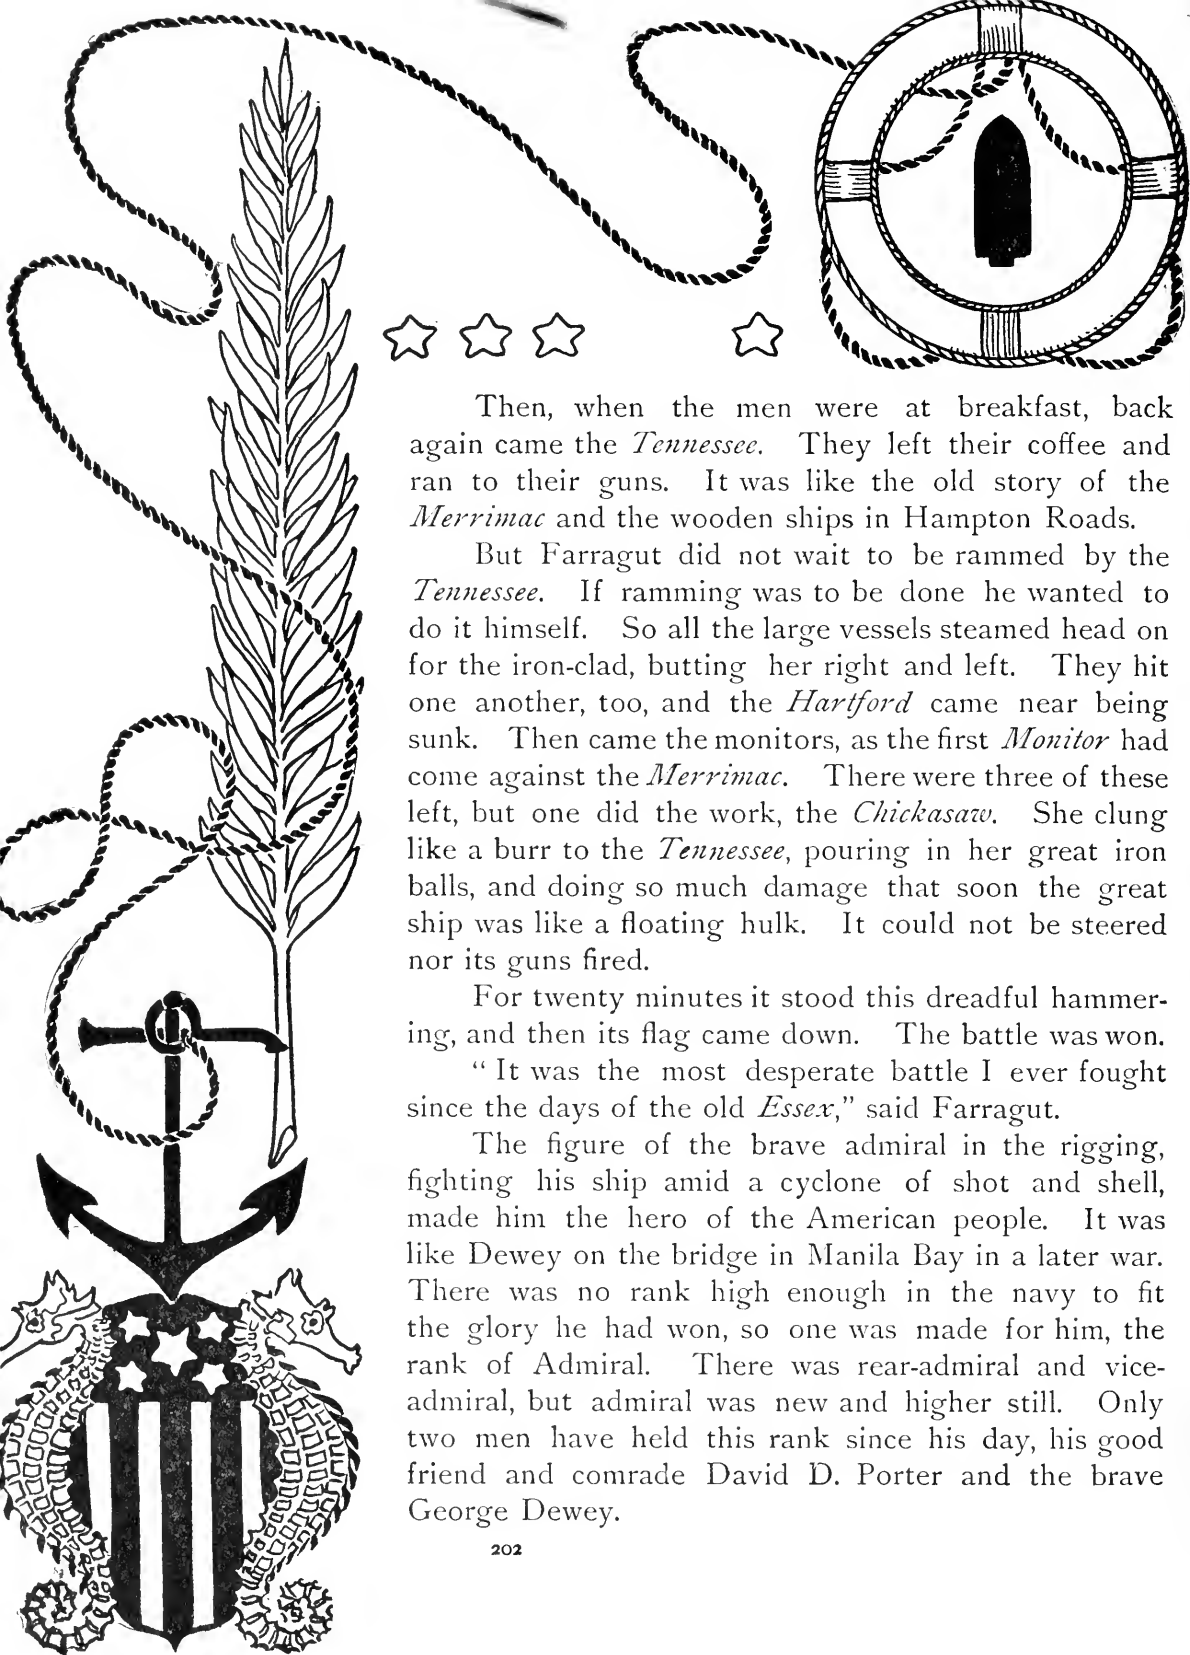 Then, when the men were at breakfast, back
again came the Tennessee. They left their coffee and
ran to their guns. It was like the old story of the
Merrimac and the wooden ships in Hampton Roads.
But Farragut did not wait to be rammed by the
Tennessee. If ramming was to be done he wanted to
do it himself. So all the large vessels steamed head on
for the iron-clad, butting her right and left. They hit
one another, too, and the Hartford came near being
sunk. Then came the monitors, as the first Monitor had
come against the Merrimac. There were three of these
left, but one did the work, the Chickasaw. She clung
like a burr to the Tennessee, pouring in her great iron
balls, and doing so much damage that soon the great
ship was like a floating hulk. It could not be steered
nor its guns fired.
For twenty minutes it stood this dreadful hammer-
ing, and then its flag came down. The battle was won.
“ It was the most desperate battle I ever fought
since the days of the old Essex,” said Farragut.
The figure of the brave admiral in the rigging,
fighting his ship amid a cyclone of shot and shell,
made him the hero of the American people. It was
like Dewey on the bridge in Manila Bay in a later war.
There was no rank high enough in the navy to fit
the glory he had won, so one was made for him, the
rank of Admiral. There was rear-admiral and vice-
admiral, but admiral was new and higher still. Only
two men have held this rank since his day, his good
friend and comrade David D. Porter and the brave
George Dewey.
202